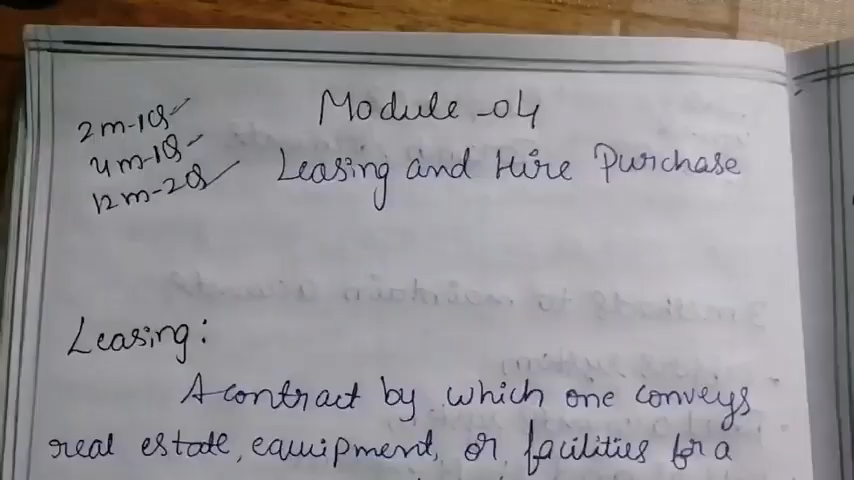 2m-1Q
4m-1Q
12m-2Q
Module-04
Leasing and Hire Purchase
Leasing:
A contract by which one conveys
real estate, equipment, or facilities for a